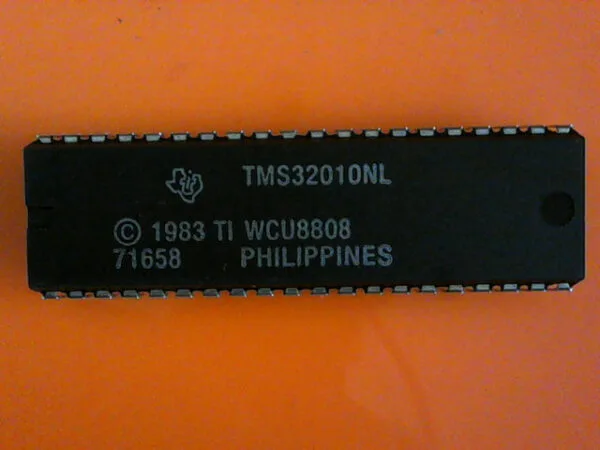 TMS32010NL
© 1983 TI WCU8808
71658 PHILIPPINES